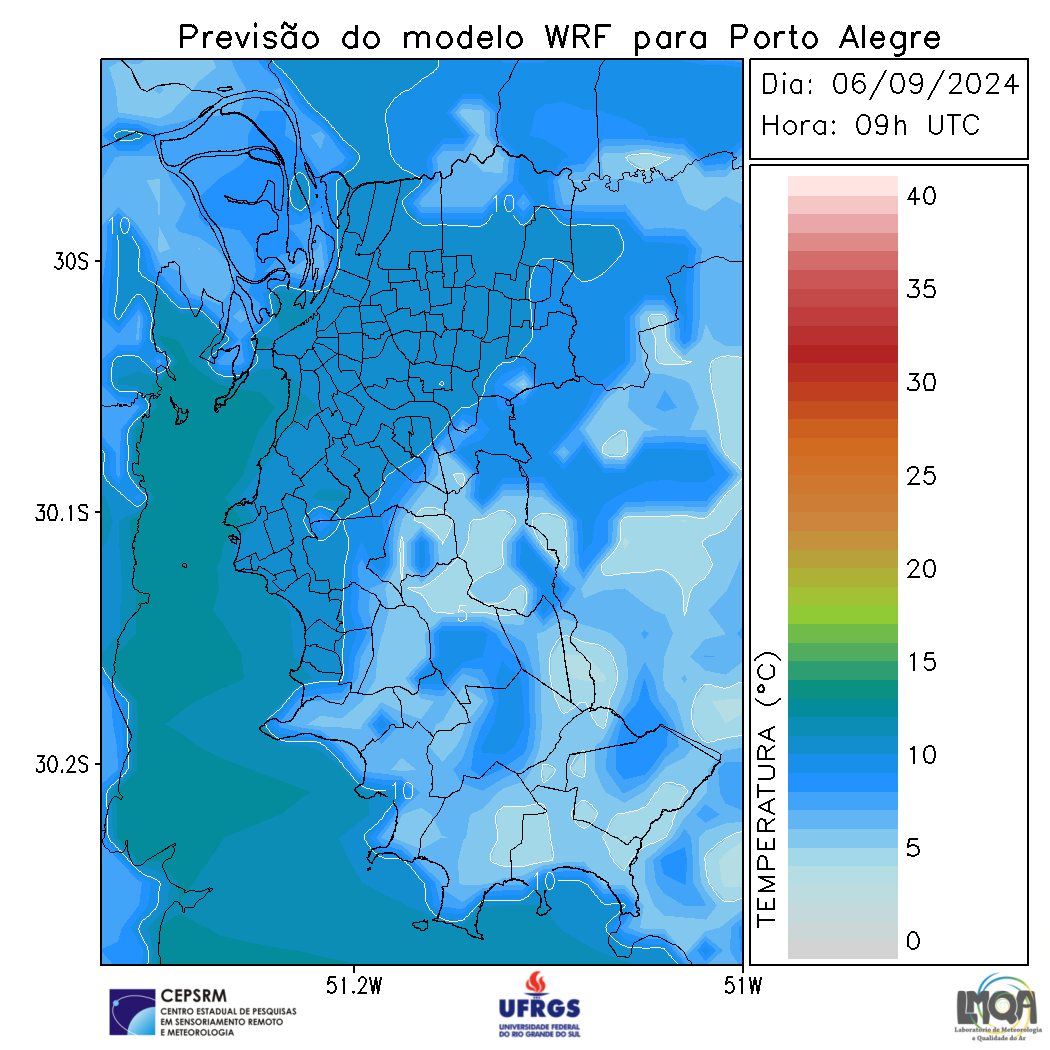 Previsão do modelo WRF para Porto Alegre
Dia: 06/09/2024
Hora: 09h UTC
40
35
30
25
20
15
10
5
0
TEMPERATURA (°C)
30S
30.1S
30.2S
51.2W
51W
10
10
5
10
10
CEPSRM
CENTRO ESTADUAL DE PESQUISAS
EM SENSORIAMENTO REMOTO
E METEOROLOGIA
UFRGS
UNIVERSIDADE FEDERAL
DO RIO GRANDE DO SUL
LMQA
Laboratório de Meteorologia
e Qualidade do Ar